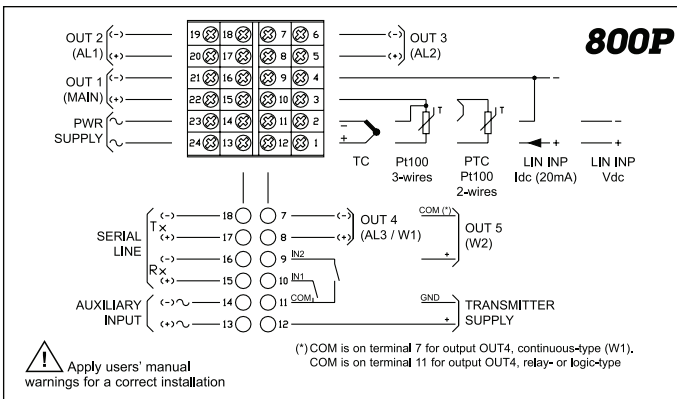 800P
OUT 2 (-)
(AL1) (+)
OUT 1 (-)
(MAIN) (+)
PWR
SUPPLY
19 18 7 6
20 17 8 5
21 16 9 4
22 15 10 3
23 14 11 2
24 13 12 1
(-) OUT 3
(+) (AL2)
- +
T T
- + - +
TC Pt100 PTC LIN INP LIN INP
3-wires Pt100 Idc (20mA) Vdc
2-wires
SERIAL
LINE
Tx
(-) 18
(+) 17
Rx
(-) 16
(+) 15
AUXILIARY
INPUT
(-) 14
(+) 13
7 (-) OUT 4
8 (+) (AL3 / W1)
9 IN2
10 IN1
11 COM
12
COM (*) OUT 5
+ (W2)
GND TRANSMITTER
+ SUPPLY
! Apply users' manual
warnings for a correct installation
(*) COM is on terminal 7 for output OUT4, continuous-type (W1).
COM is on terminal 11 for output OUT4, relay- or logic-type